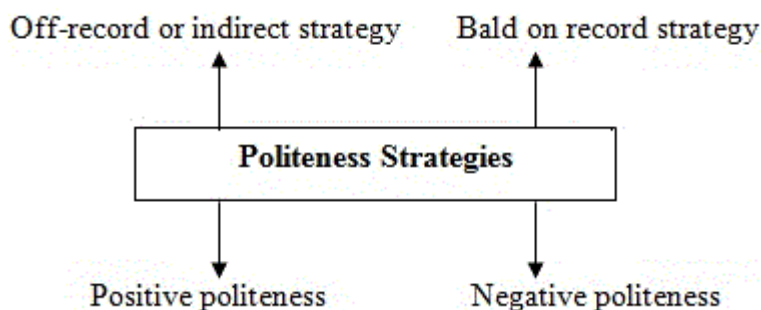 Off-record or indirect strategy
Bald on record strategy
Politeness Strategies
Positive politeness
Negative politeness